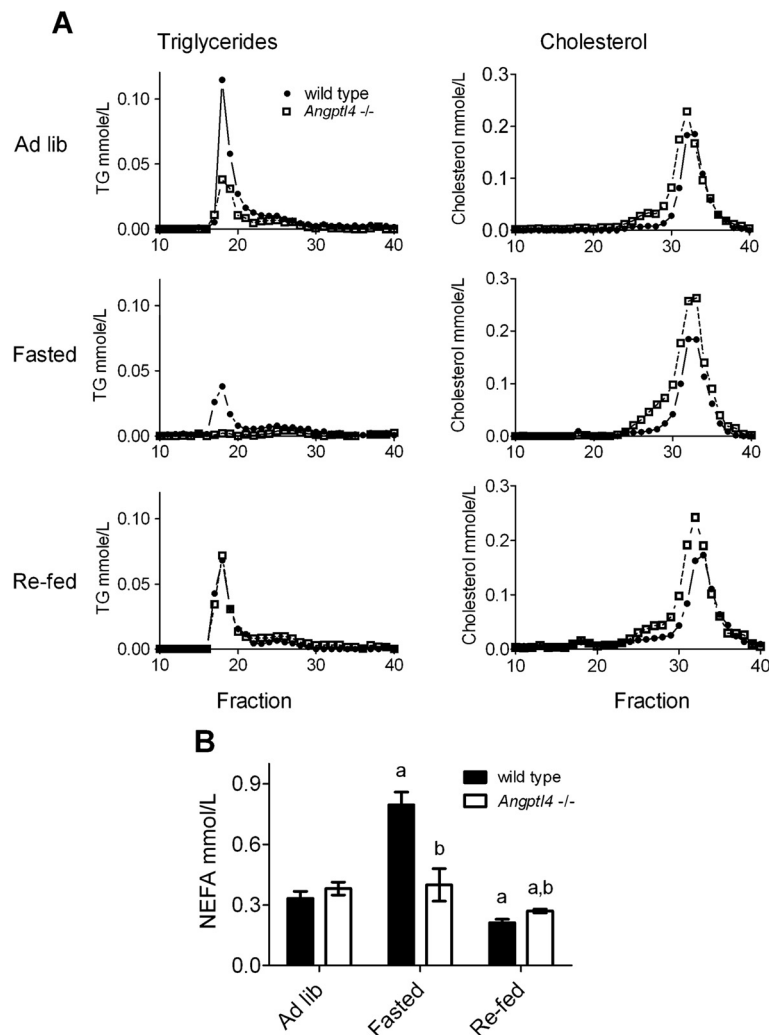 A
Triglycerides
Cholesterol
Ad lib
TG mmole/L
0.10
0.05
0.00
10 20 30 40
wild type
Angptl4 -/-
Cholesterol mmole/L
0.3
0.2
0.1
0.0
10 20 30 40
Fasted
TG mmole/L
0.10
0.05
0.00
10 20 30 40
Cholesterol mmole/L
0.3
0.2
0.1
0.0
10 20 30 40
Re-fed
TG mmole/L
0.10
0.05
0.00
10 20 30 40
Fraction
Cholesterol mmole/L
0.3
0.2
0.1
0.0
10 20 30 40
Fraction
B
NEFA mmol/L
0.9
0.6
0.3
0.0
a
b
a
a,b
wild type
Angptl4 -/-
Ad lib
Fasted
Re-fed